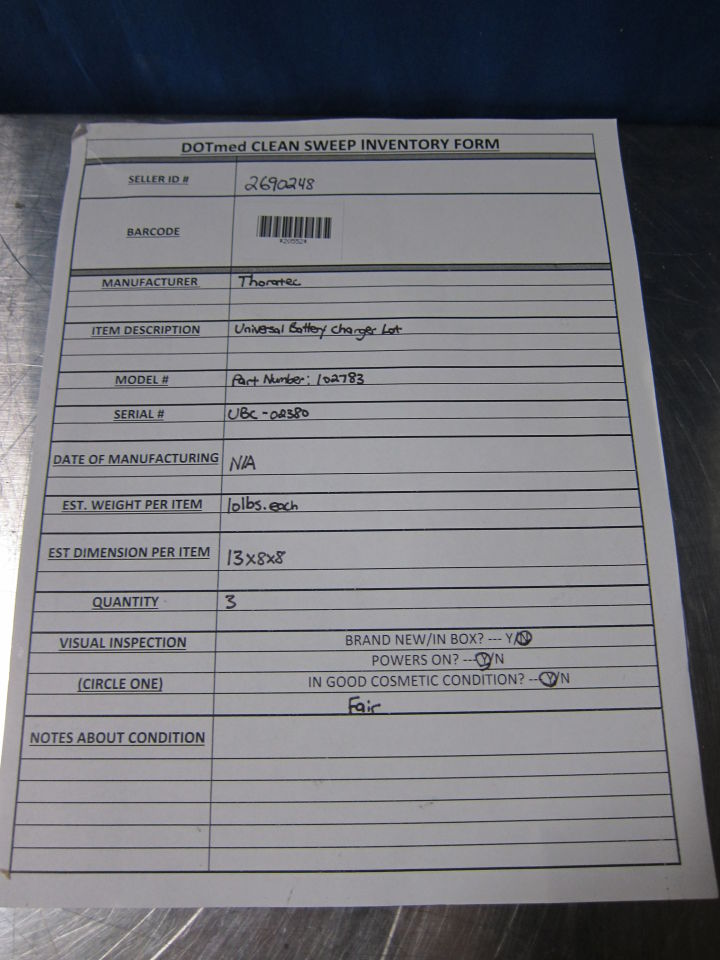 DOTmed CLEAN SWEEP INVENTORY FORM
SELLER ID # 2690248
BARCODE
*20552*
MANUFACTURER Thoratec
ITEM DESCRIPTION Universal Battery Charger Lot
MODEL # Part Number: 102783
SERIAL # UBC-02380
DATE OF MANUFACTURING N/A
EST. WEIGHT PER ITEM 10lbs. each
EST DIMENSION PER ITEM 13x8x8
QUANTITY 3
VISUAL INSPECTION BRAND NEW/IN BOX? --- Y/N
POWERS ON? ---Y/N
(CIRCLE ONE) IN GOOD COSMETIC CONDITION? --Y/N
Fair
NOTES ABOUT CONDITION